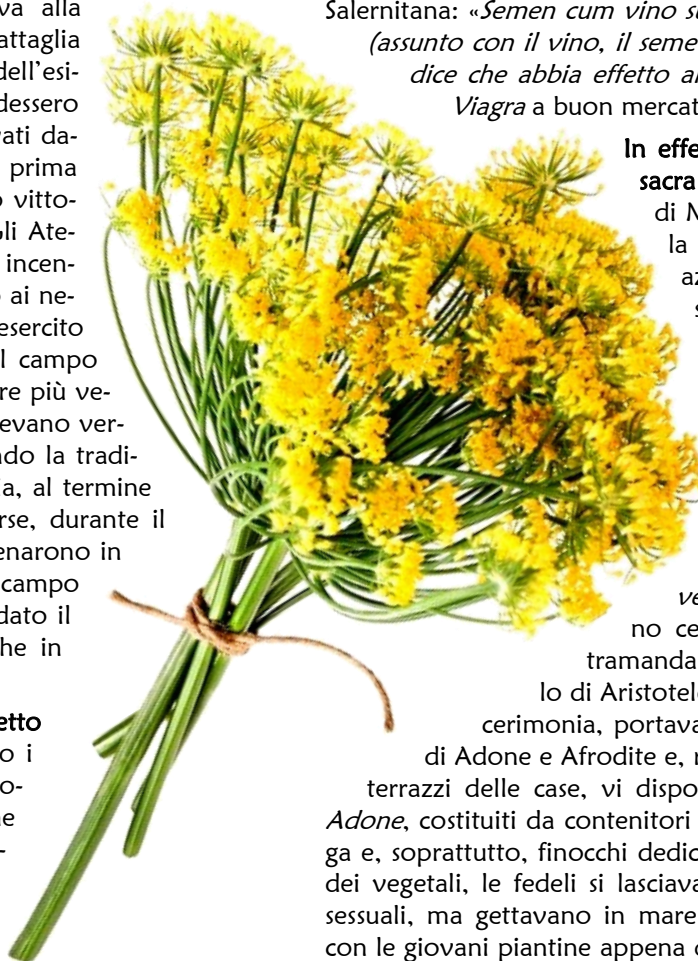 va alla
attaglia
dell'esi-
dessero
ati da-
prima
vitto-
li Ate-
incen-
ai ne-
esercito
l campo
re più ve-
evano ver-
do la tradi-
a, al termine
rse, durante il
enarono in
campo
dato il
he in
etto
o i
o-
ne
-
Salernitana: «Semen cum vino s
(assunto con il vino, il seme
dice che abbia effetto a
Viagra a buon mercat
In effe
sacra
di M
la
az
s
ve
no ce
tramanda
lo di Aristotel
cerimonia, portava
di Adone e Afrodite e, r
terrazzi delle case, vi dispo
Adone, costituiti da contenitori
ga e, soprattutto, finocchi dedic
dei vegetali, le fedeli si lasciava
sessuali, ma gettavano in mare
con le giovani piantine appena